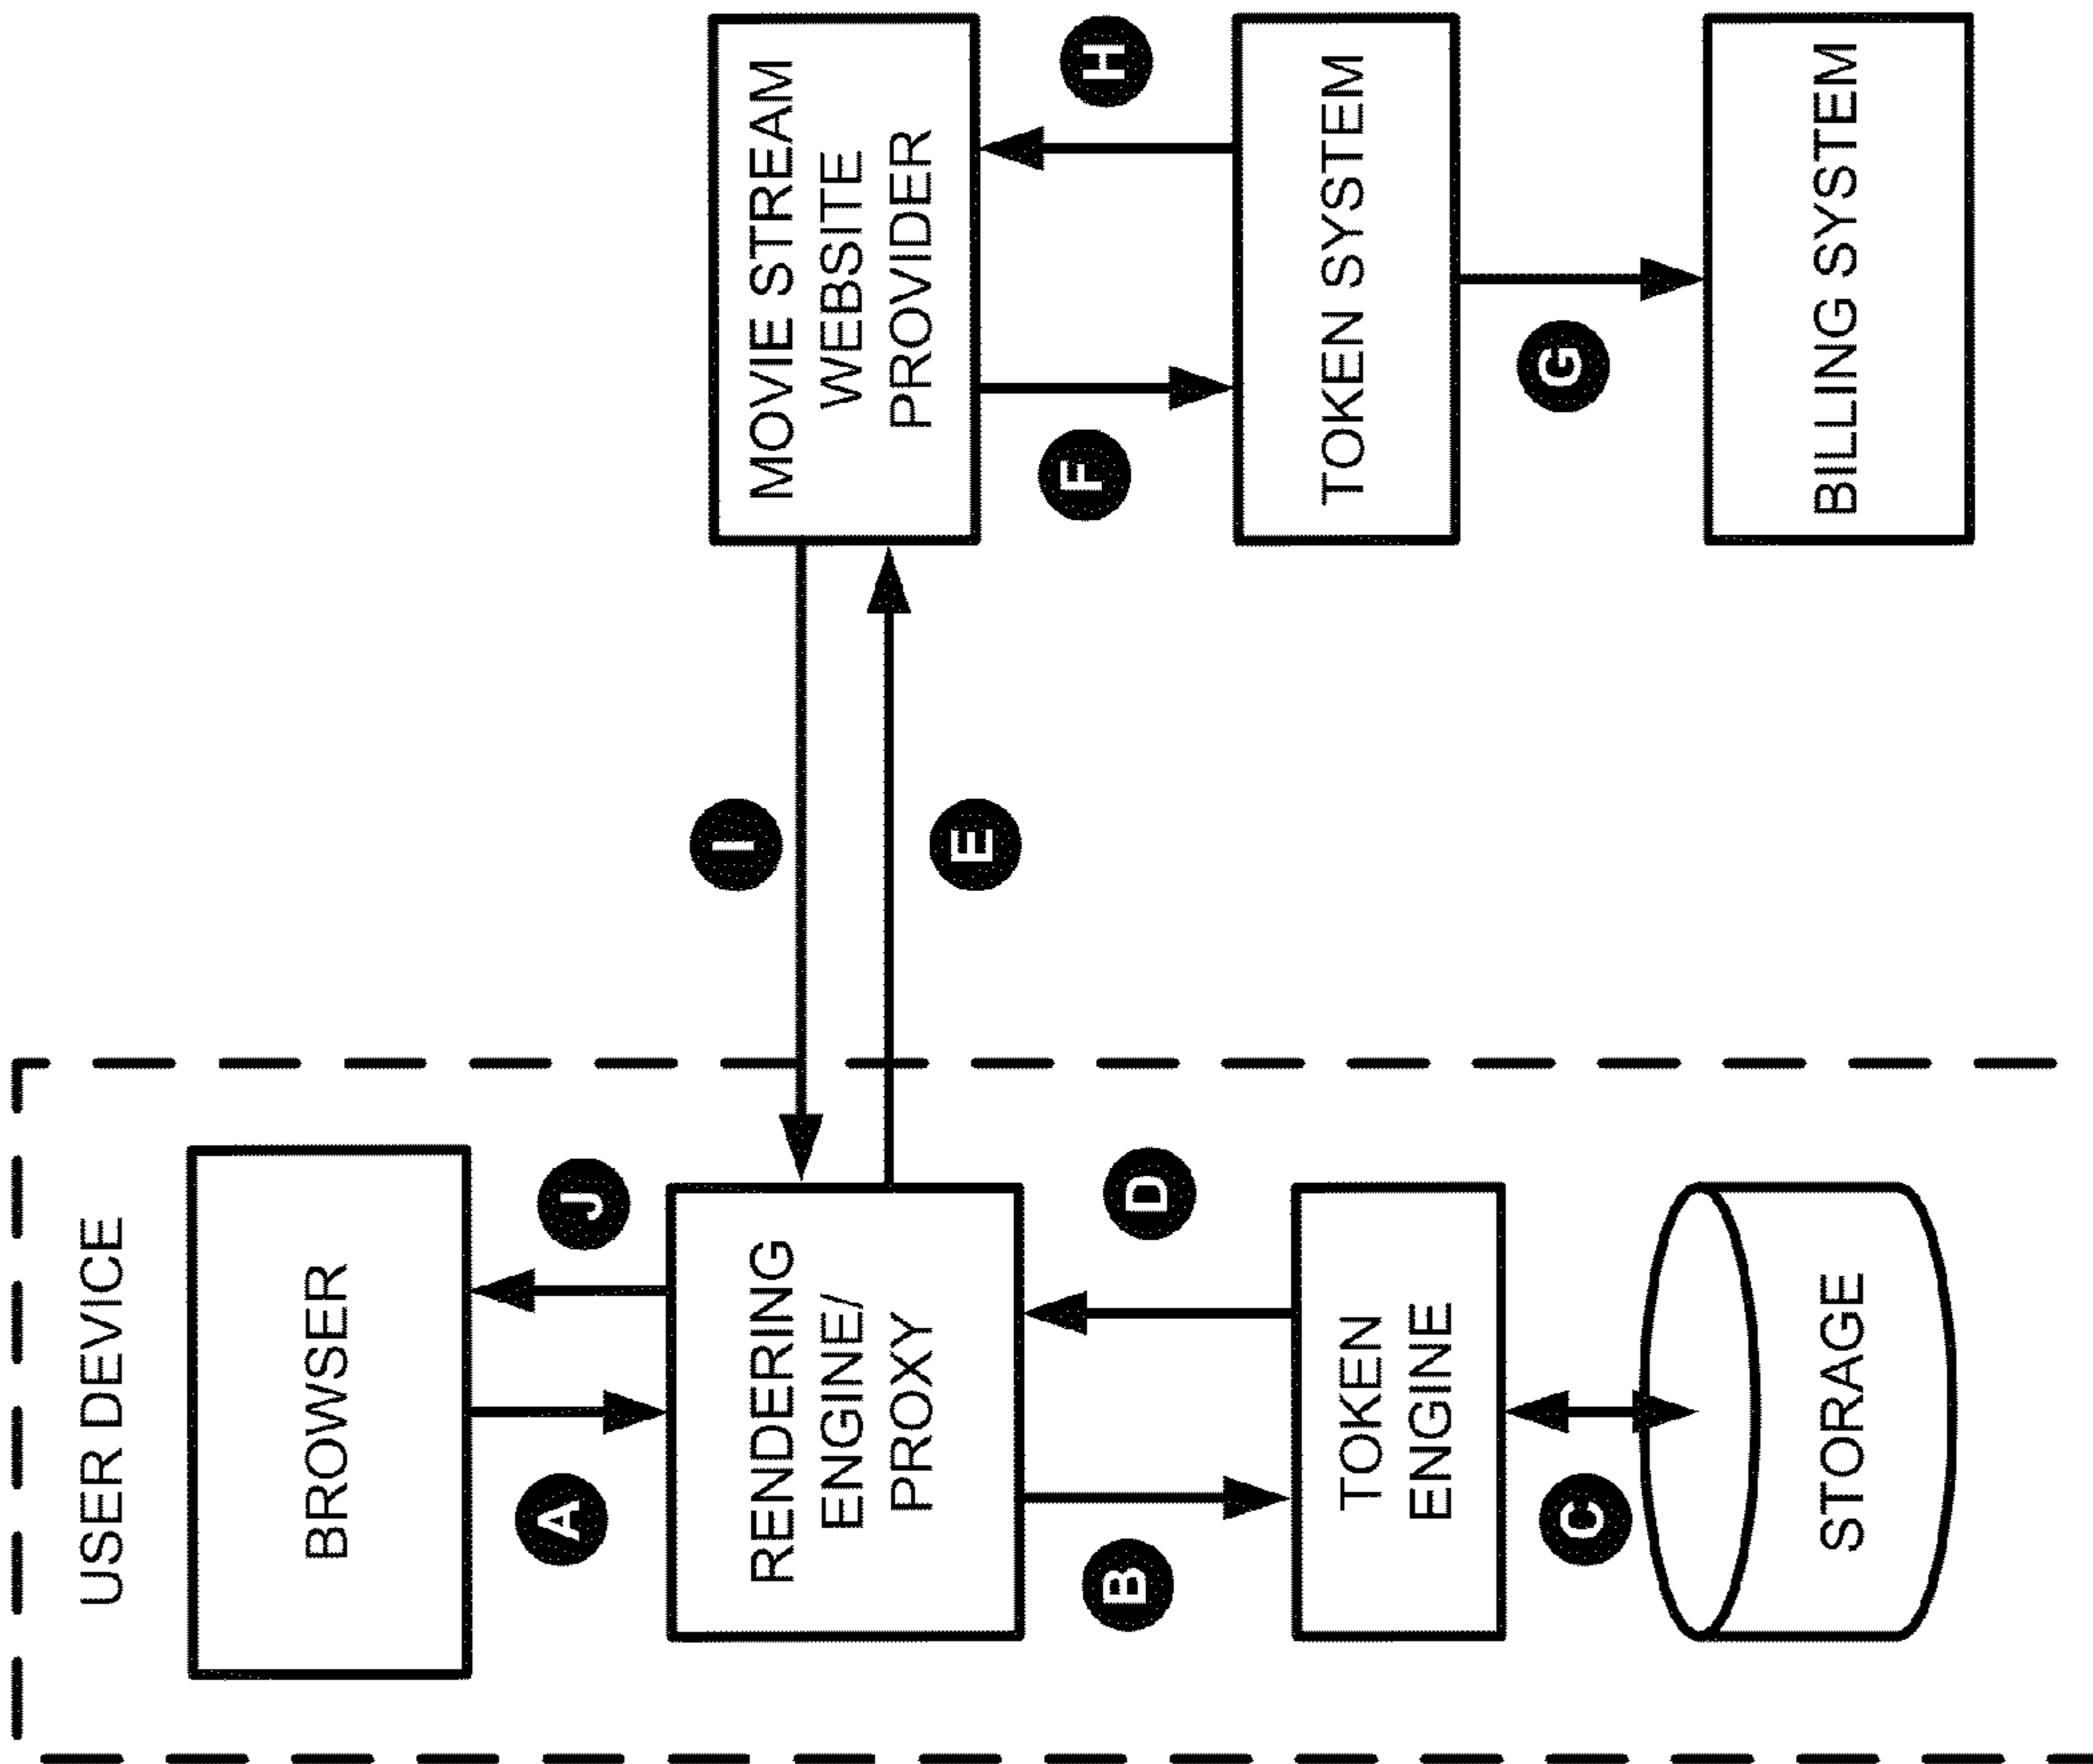 USER DEVICE
BROWSER
A
J
RENDERING
ENGINE/
PROXY
B
D
TOKEN
ENGINE
C
STORAGE
I
E
MOVIE STREAM
WEBSITE
PROVIDER
F
H
TOKEN SYSTEM
G
BILLING SYSTEM